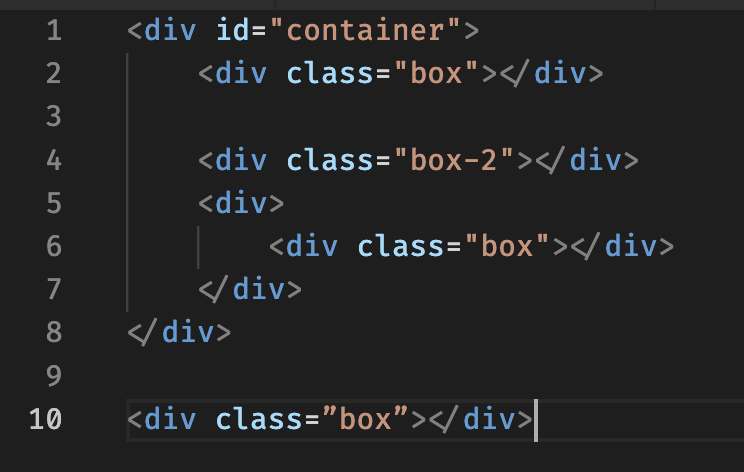 1 <div id="container">
2     <div class="box"></div>
3
4     <div class="box-2"></div>
5     <div>
6         <div class="box"></div>
7     </div>
8 </div>
9
10 <div class=”box”></div>